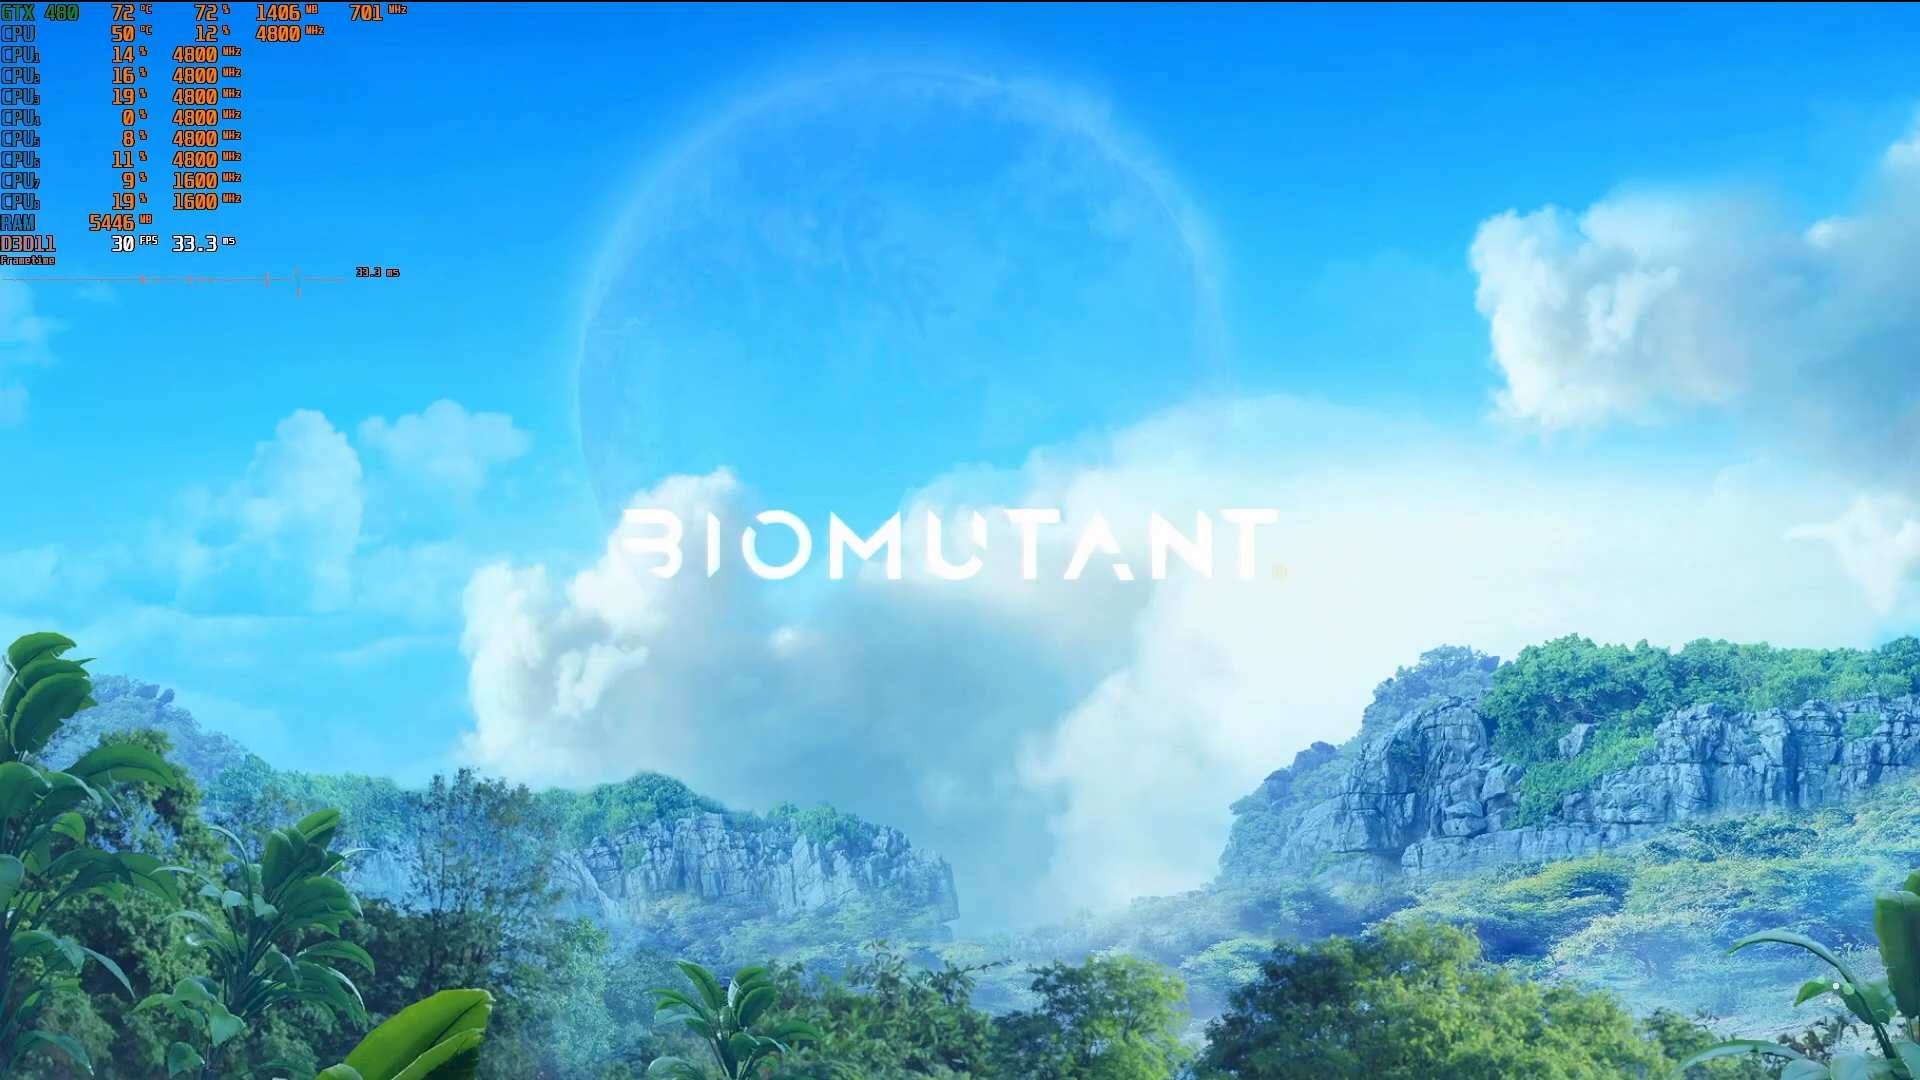 GTX 480 72 °C 72 % 1406 MB 701 MHz
CPU 50 °C 12 % 4800 MHz
CPU1 14 % 4800 MHz
CPU2 16 % 4800 MHz
CPU3 19 % 4800 MHz
CPU4 0 % 4800 MHz
CPU5 8 % 4800 MHz
CPU6 11 % 4800 MHz
CPU7 9 % 1600 MHz
CPU8 19 % 1600 MHz
RAM 5446 MB
D3D11 30 FPS 33.3 ms
Frametime
33.3 ms
BIOMUTANT®